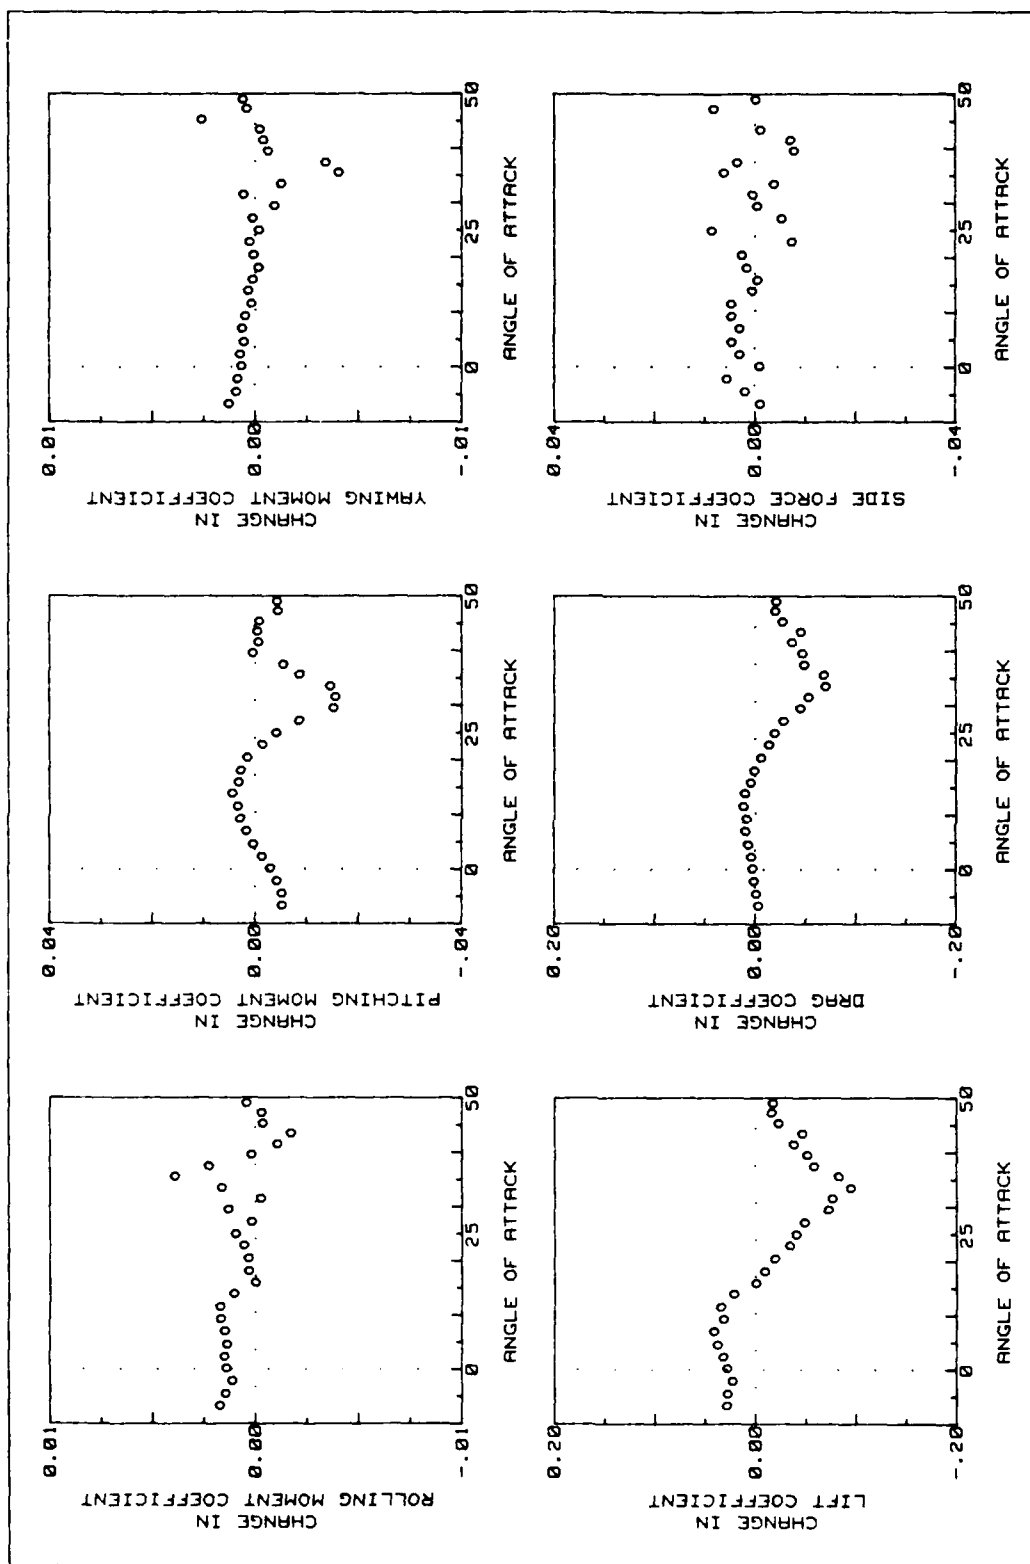 0.01
0.00
-.01
CHANGE IN
ROLLING MOMENT COEFFICIENT
0
25
50
ANGLE OF ATTACK
0.04
0.00
-.04
CHANGE IN
PITCHING MOMENT COEFFICIENT
0
25
50
ANGLE OF ATTACK
0.01
0.00
-.01
CHANGE IN
YAWING MOMENT COEFFICIENT
0
25
50
ANGLE OF ATTACK
0.20
0.00
-.20
CHANGE IN
LIFT COEFFICIENT
0
25
50
ANGLE OF ATTACK
0.20
0.00
-.20
CHANGE IN
DRAG COEFFICIENT
0
25
50
ANGLE OF ATTACK
0.04
0.00
-.04
CHANGE IN
SIDE FORCE COEFFICIENT
0
25
50
ANGLE OF ATTACK